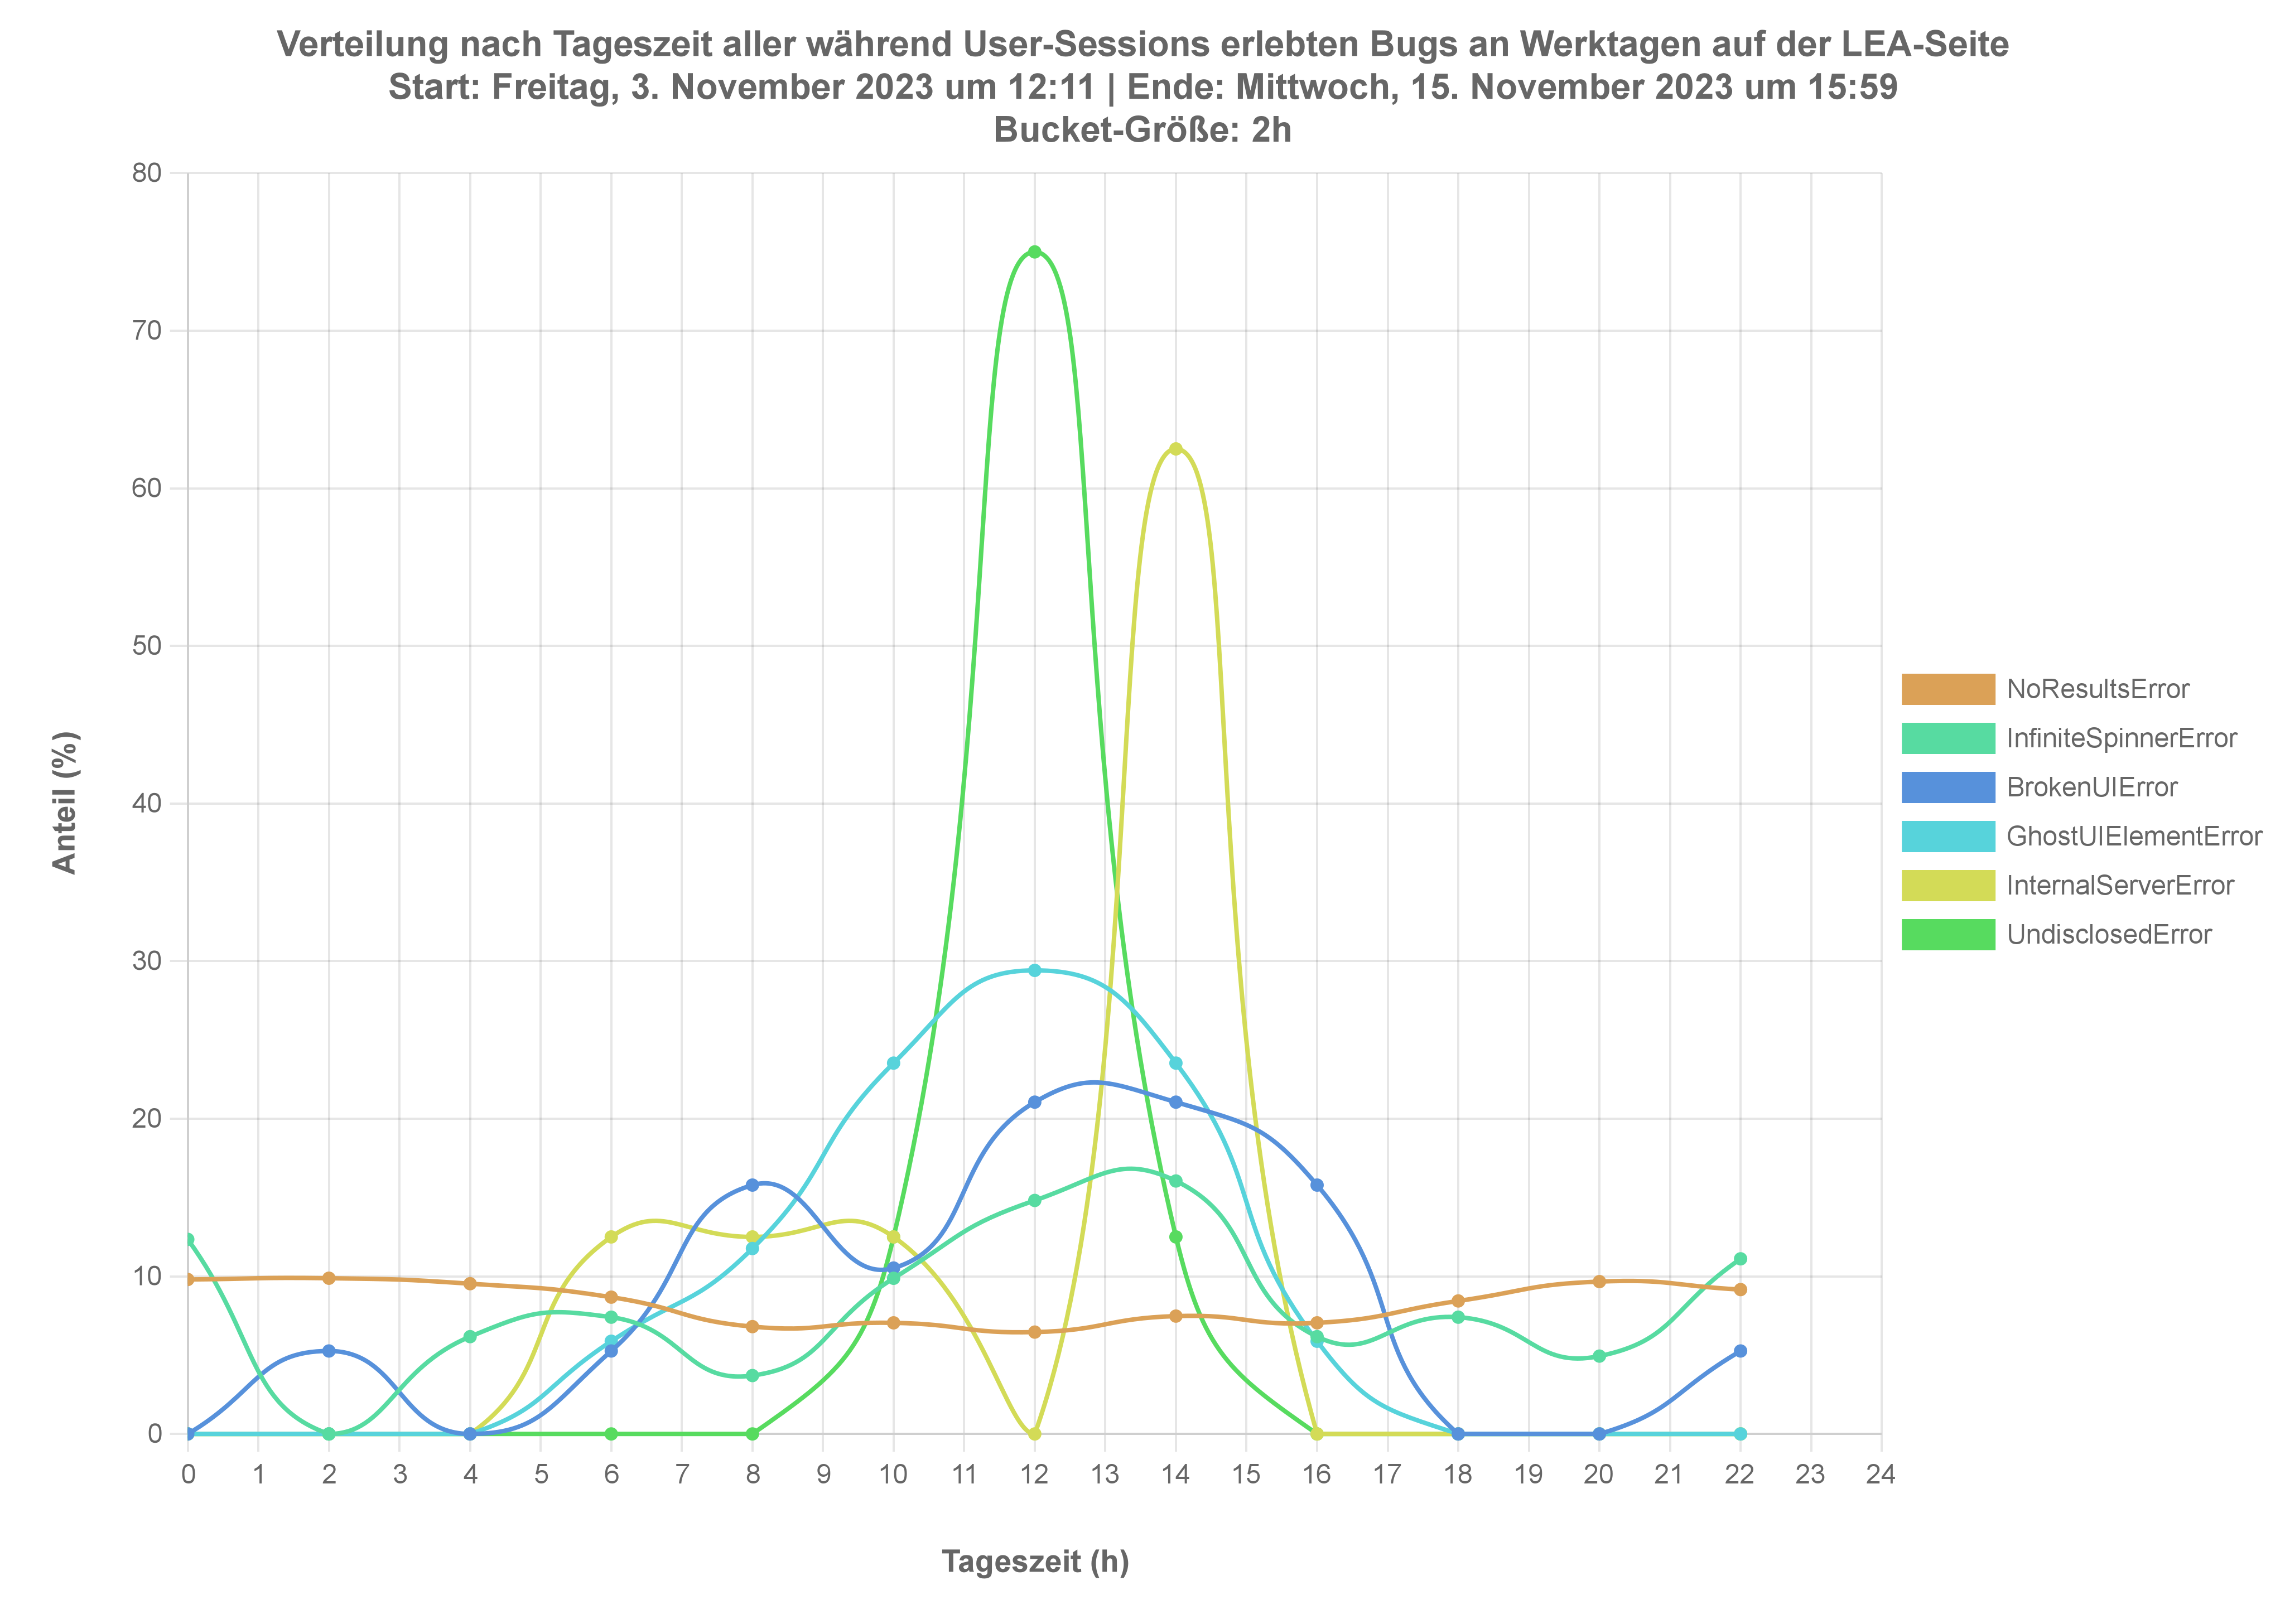 Verteilung nach Tageszeit aller während User-Sessions erlebten Bugs an Werktagen auf der LEA-Seite
Start: Freitag, 3. November 2023 um 12:11 | Ende: Mittwoch, 15. November 2023 um 15:59
Bucket-Größe: 2h
80
70
60
50
40
30
20
10
0
Anteil (%)
0 1 2 3 4 5 6 7 8 9 10 11 12 13 14 15 16 17 18 19 20 21 22 23 24
Tageszeit (h)
NoResultsError
InfiniteSpinnerError
BrokenUIError
GhostUIElementError
InternalServerError
UndisclosedError